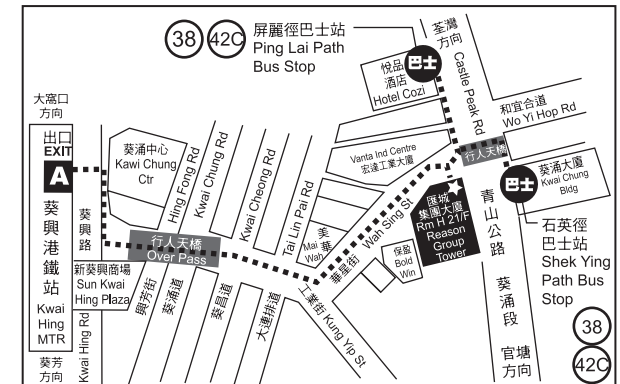 38
42C
屏麗徑巴士站
Ping Lai Path
Bus Stop
荃灣
方向
悅品
酒店
Hotel Cozi
巴士
Castle Peak Rd
和宜合道
Wo Yi Hop Rd
大窩口
方向
出口
EXIT
A
葵興港鐵站
Kwai
Hing
MTR
葵芳
方向
葵興路
Kwai Hing Rd
葵涌中心
Kawi Chung
Ctr
Hing Fong Rd
Kwai Chung Rd
Kwai Cheong Rd
Tai Lin Pai Rd
Vanta Ind Centre
宏達工業大廈
行人天橋
葵涌大廈
Kwai Chung
Bldg
巴士
匯城
集團大廈
Rm H 21/F
Reason
Group
Tower
美華
Mai
Wah
Wah Sing St
華星街
保盈
Bold
Win
行人天橋
Over Pass
新葵興商場
Sun Kwai
Hing Plaza
興芳街
葵涌道
葵昌道
大連排道
工業街 Kung Yip St
青山公路
葵涌段
官塘
方向
石英徑
巴士站
Shek Ying
Path Bus
Stop
38
42C